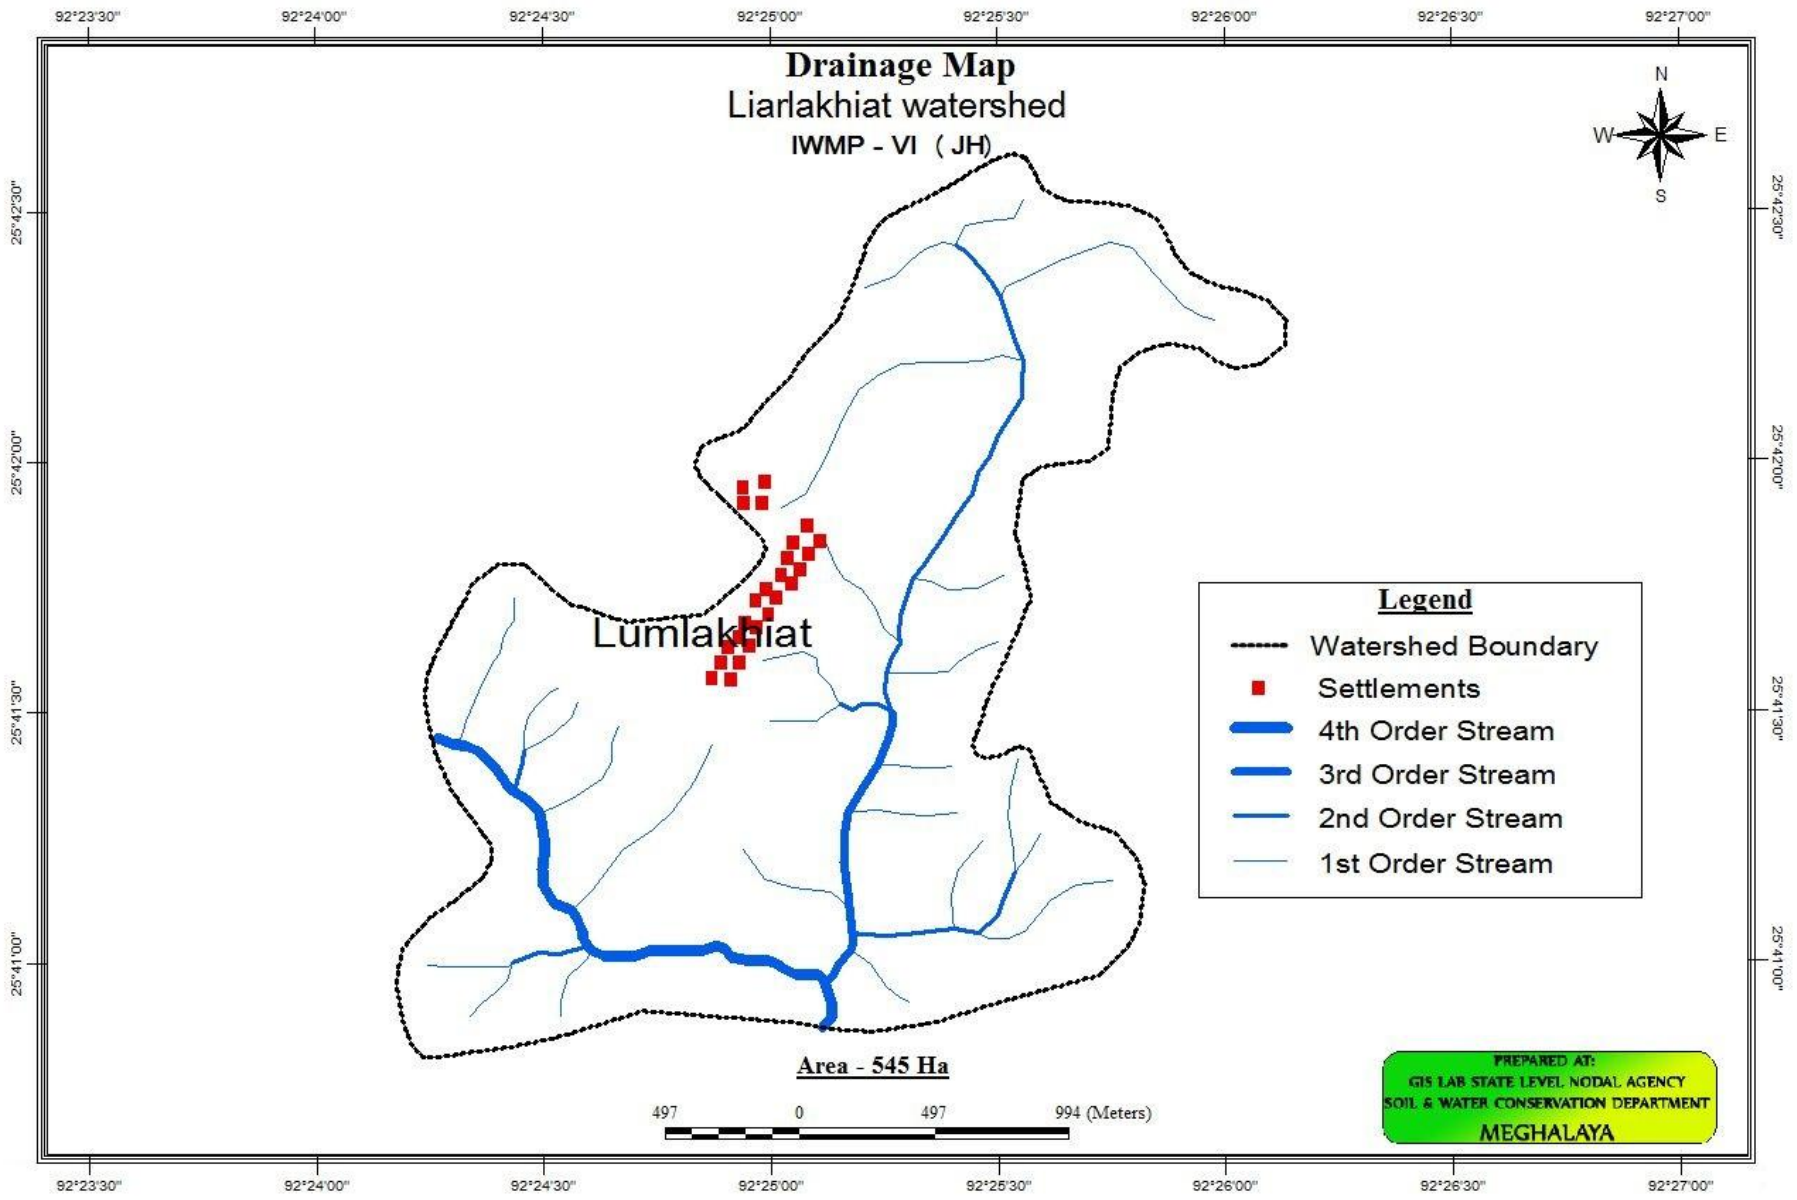 92°23'30" 92°24'00" 92°24'30" 92°25'00" 92°25'30" 92°26'00" 92°26'30" 92°27'00"
Drainage Map
Liarlakhiat watershed
IWMP - VI ( JH)
N
W E
S
25°42'30" 25°42'30"
25°42'00" 25°42'00"
Lumlakhiat
25°41'30" 25°41'30"
25°41'00" 25°41'00"
Legend
Watershed Boundary
Settlements
4th Order Stream
3rd Order Stream
2nd Order Stream
1st Order Stream
Area - 545 Ha
497 0 497 994 (Meters)
PREPARED AT:
GIS LAB STATE LEVEL NODAL AGENCY
SOIL & WATER CONSERVATION DEPARTMENT
MEGHALAYA
92°23'30" 92°24'00" 92°24'30" 92°25'00" 92°25'30" 92°26'00" 92°26'30" 92°27'00"